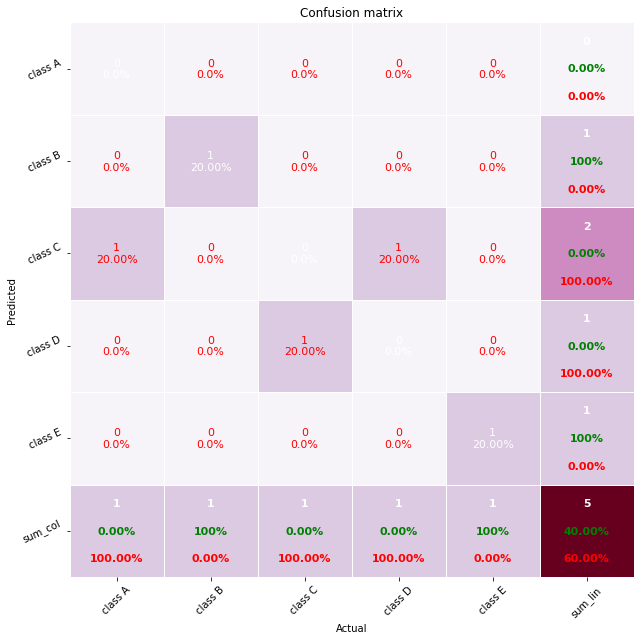 Confusion matrix
class A
0 0 0 0 0 0
0.0% 0.0% 0.0% 0.0% 0.0% 0.00%
0.00%
class B
0 1 0 0 0 1
0.0% 20.00% 0.0% 0.0% 0.0% 100%
0.00%
class C
1 0 0 1 0 2
20.00% 0.0% 0.0% 20.00% 0.0% 0.00%
100.00%
class D
0 0 1 0 0 1
0.0% 0.0% 20.00% 0.0% 0.0% 0.00%
100.00%
class E
0 0 0 0 1 1
0.0% 0.0% 0.0% 0.0% 20.00% 100%
0.00%
sum_col
1 1 1 1 1 5
0.00% 100% 0.00% 0.00% 100% 40.00%
100.00% 0.00% 100.00% 100.00% 0.00% 60.00%
class A class B class C class D class E sum_lin
Actual
Predicted